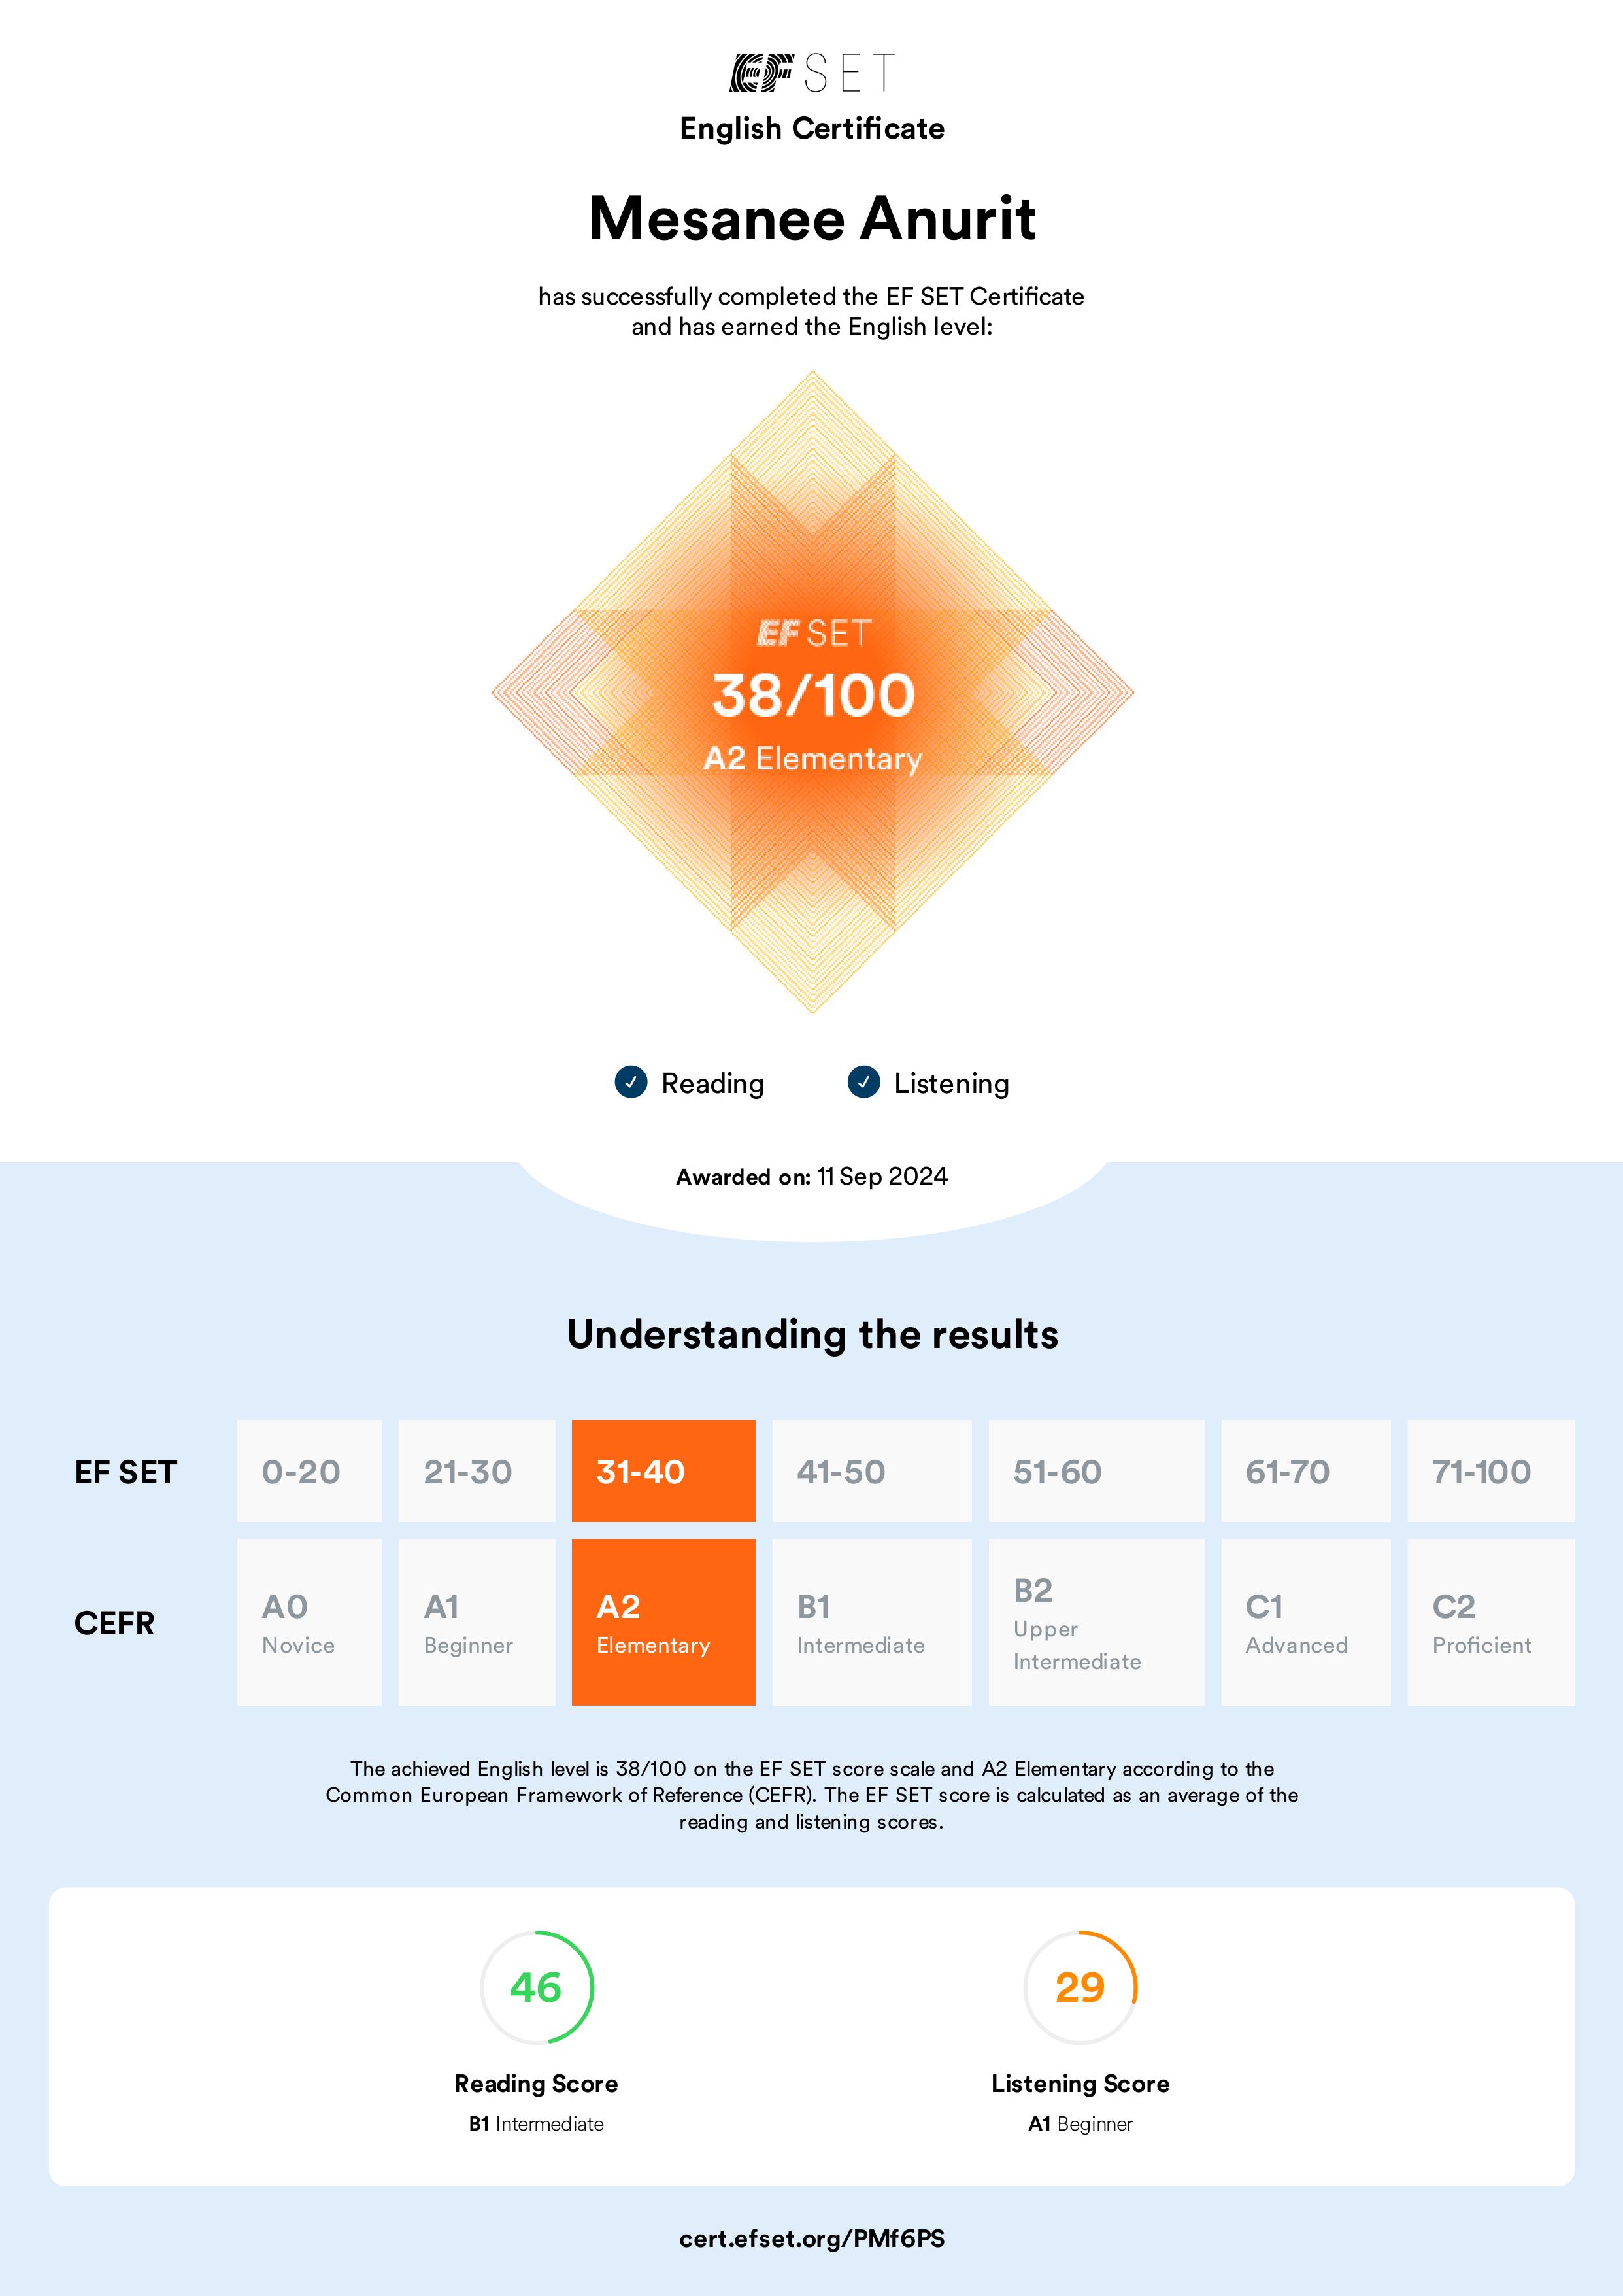 EF SET
English Certificate
Mesanee Anurit
has successfully completed the EF SET Certificate
and has earned the English level:
EF SET
38/100
A2 Elementary
Reading
Listening
Awarded on: 11 Sep 2024
Understanding the results
EF SET
0-20
21-30
31-40
41-50
51-60
61-70
71-100
CEFR
A0
Novice
A1
Beginner
A2
Elementary
B1
Intermediate
B2
Upper
Intermediate
C1
Advanced
C2
Proficient
The achieved English level is 38/100 on the EF SET score scale and A2 Elementary according to the
Common European Framework of Reference (CEFR). The EF SET score is calculated as an average of the
reading and listening scores.
46
Reading Score
B1 Intermediate
29
Listening Score
A1 Beginner
cert.efset.org/PMf6PS